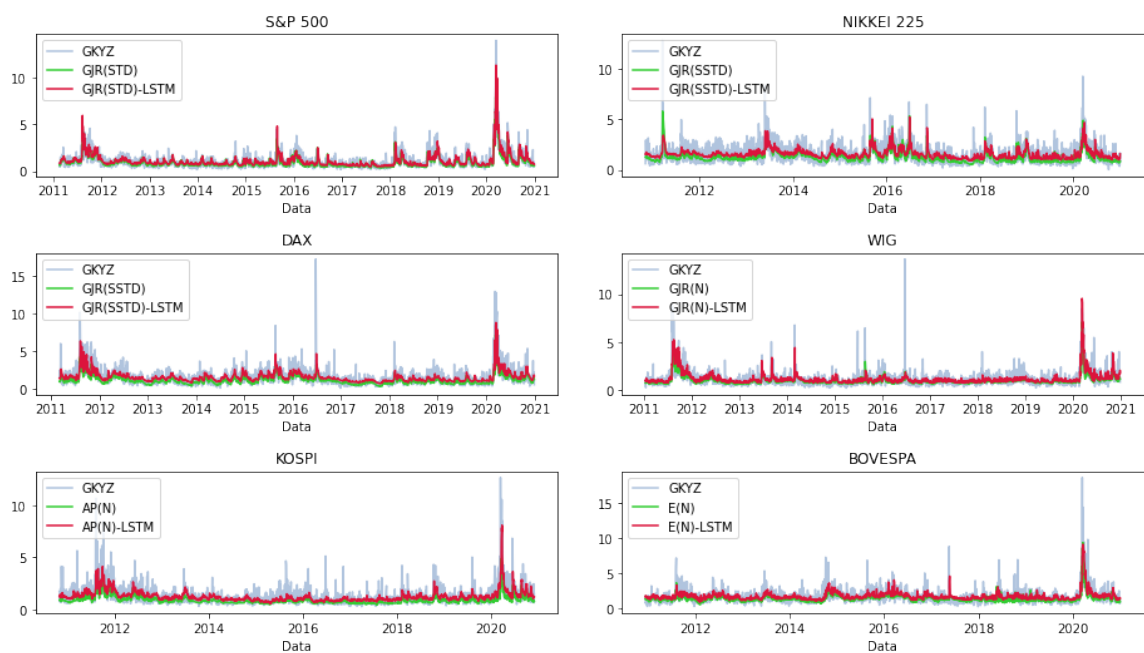 S&P 500
GKYZ
GJR(STD)
GJR(STD)-LSTM
10
5
0
2011 2012 2013 2014 2015 2016 2017 2018 2019 2020 2021
Data
NIKKEI 225
GKYZ
GJR(SSTD)
GJR(SSTD)-LSTM
10
5
0
2012 2014 2016 2018 2020
Data
DAX
GKYZ
GJR(SSTD)
GJR(SSTD)-LSTM
15
10
5
0
2011 2012 2013 2014 2015 2016 2017 2018 2019 2020 2021
Data
WIG
GKYZ
GJR(N)
GJR(N)-LSTM
10
5
0
2011 2012 2013 2014 2015 2016 2017 2018 2019 2020 2021
Data
KOSPI
GKYZ
AP(N)
AP(N)-LSTM
10
5
0
2012 2014 2016 2018 2020
Data
BOVESPA
GKYZ
E(N)
E(N)-LSTM
15
10
5
0
2012 2014 2016 2018 2020
Data